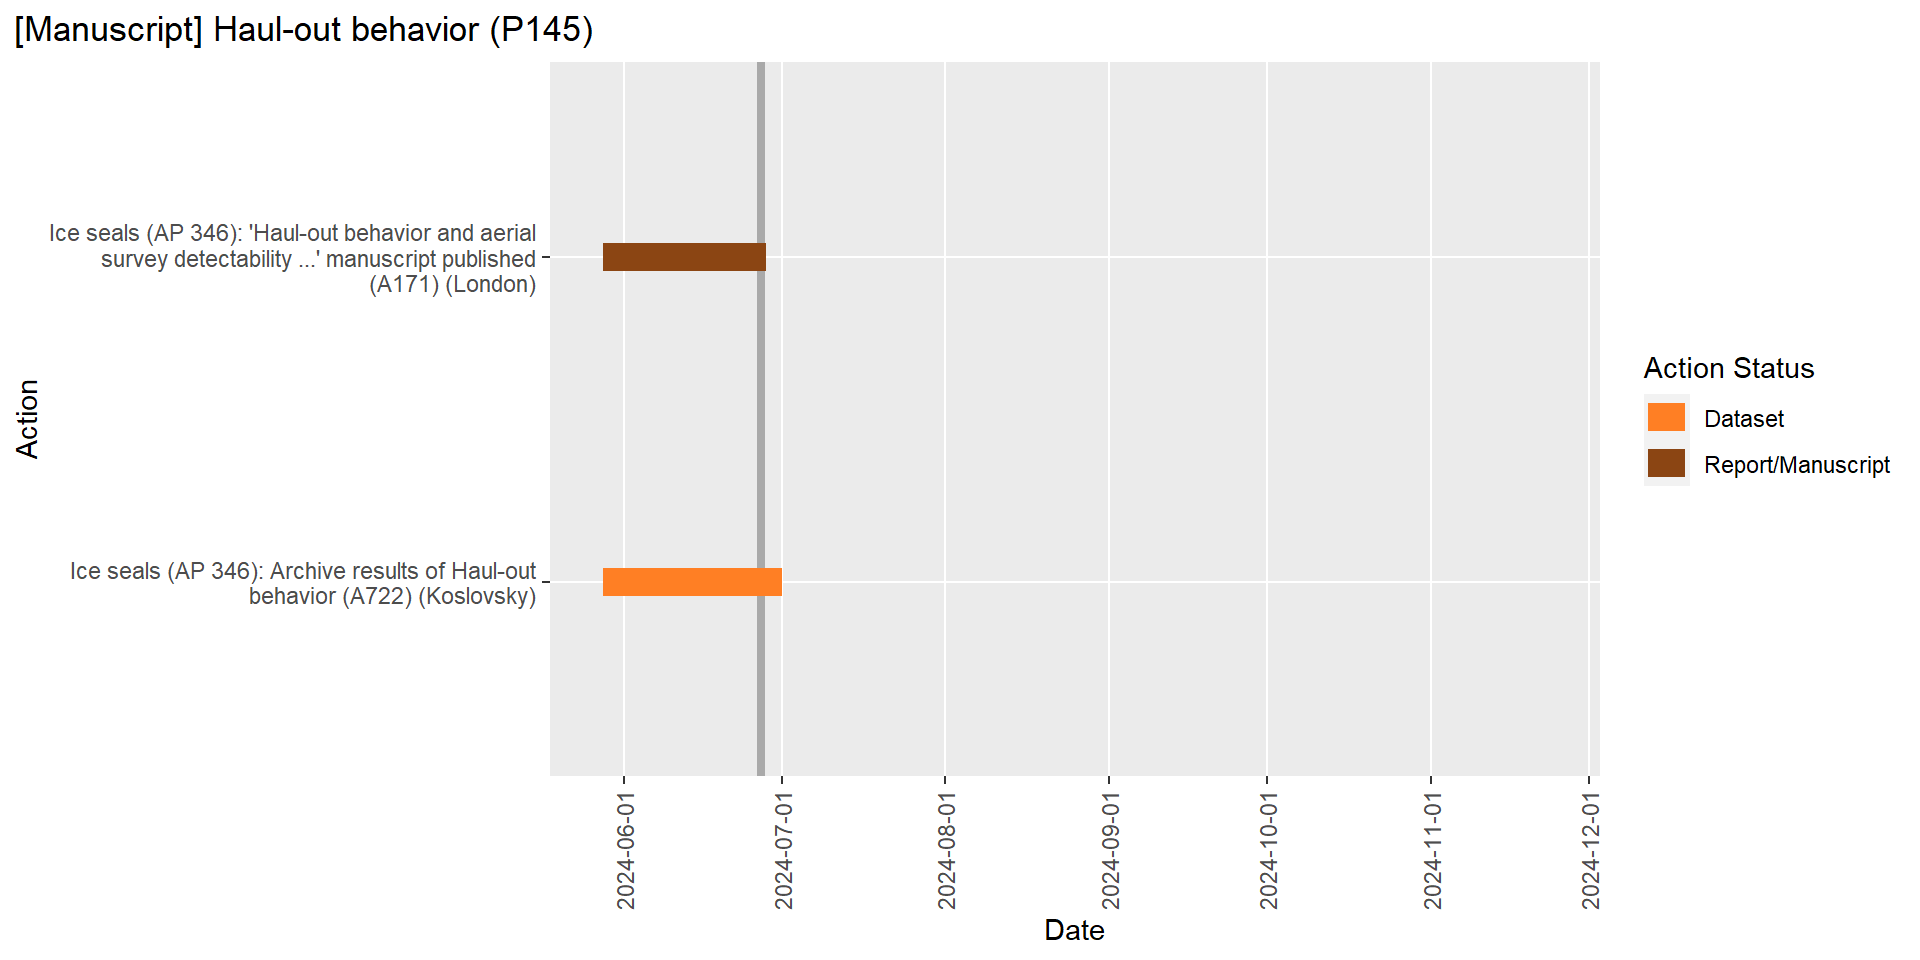 [Manuscript] Haul-out behavior (P145)
Ice seals (AP 346): 'Haul-out behavior and aerial
survey detectability ...' manuscript published
(A171) (London)
Ice seals (AP 346): Archive results of Haul-out
behavior (A722) (Koslovsky)
Action
2024-06-01
2024-07-01
2024-08-01
2024-09-01
2024-10-01
2024-11-01
2024-12-01
Date
Action Status
Dataset
Report/Manuscript